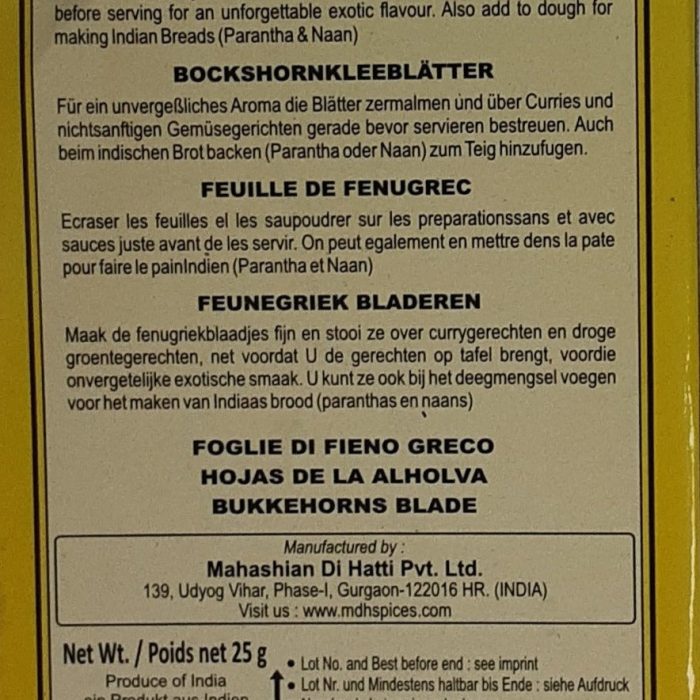 before serving for an unforgettable exotic flavour. Also add to dough for
making Indian Breads (Parantha & Naan)
BOCKSHORNKLEEBLÄTTER
Für ein unvergeßliches Aroma die Blätter zermalmen ùnd über Curries und
nichtsanftigen Gemüsegerichten gerade bevor servieren bestreuen. Auch
beim indischen Brot backen (Parantha oder Naan) zum Teig hinzufugen.
FEUILLE DE FENUGREC
Ecraser les feuilles el les saupoudrer sur les preparationssans et avec
sauces juste avant de les servir. On peut egalement en mettre dens la pate
pour faire le painIndien (Parantha et Naan)
FEUNEGRIEK BLADEREN
Maak de fenugriekblaadjes fijn en stooi ze over currygerechten en droge
groentegerechten, net voordat U de gerechten op tafel brengt, voordie
onvergetelijke exotische smaak. U kunt ze ook bij het deegmengsel voegen
voor het maken van Indiaas brood (paranthas en naans)
FOGLIE DI FIENO GRECO
HOJAS DE LA ALHOLVA
BUKKEHORNS BLADE
Manufactured by :
Mahashian Di Hatti Pvt. Ltd.
139, Udyog Vihar, Phase-I, Gurgaon-122016 HR. (INDIA)
Visit us : www.mdhspices.com
Net Wt. / Poids net 25 g
Produce of India
ein Produkt aus Indien
• Lot No. and Best before end : see imprint
• Lot Nr. und Mindestens haltbar bis Ende : siehe Aufdruck